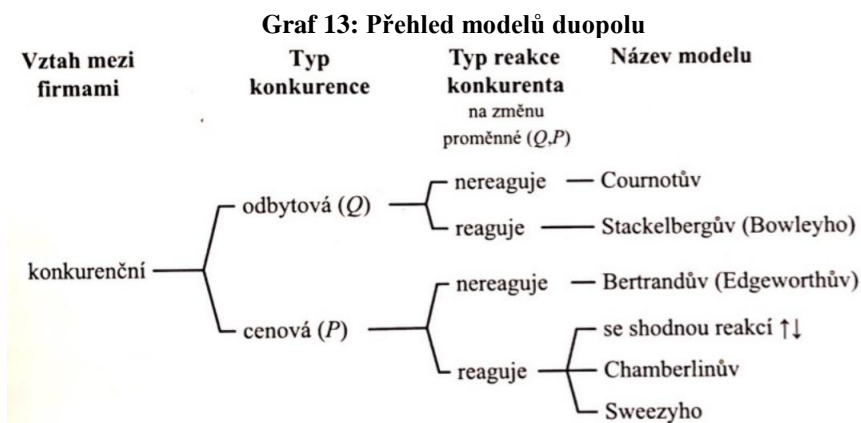 Graf 13: Přehled modelů duopolu
Vztah mezi firmami
Typ konkurence
Typ reakce konkurenta
na změnu proměnné (Q,P)
Název modelu
konkurenční
odbytová (Q)
nereaguje
Cournotův
reaguje
Stackelbergův (Bowleyho)
cenová (P)
nereaguje
Bertrandův (Edgeworthův)
reaguje
se shodnou reakcí ↑↓
Chamberlinův
Sweezyho